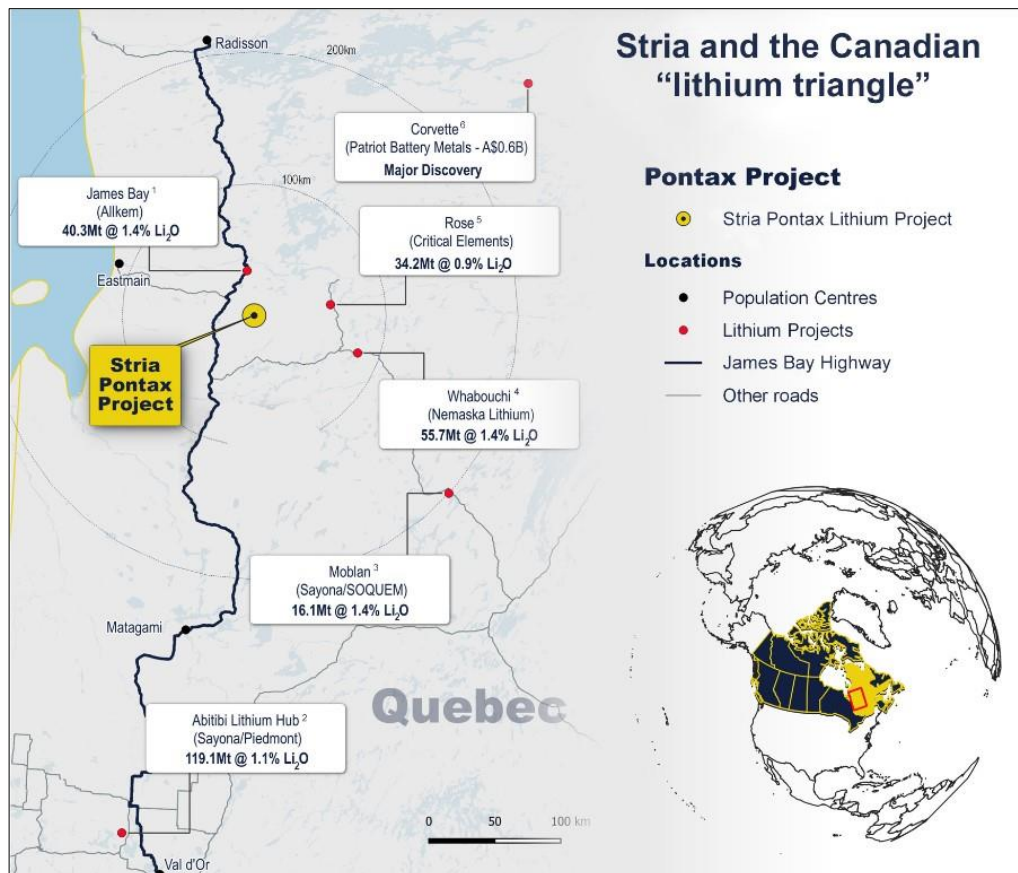 Stria and the Canadian
“lithium triangle”
Radisson
200km
Corvette 6
(Patriot Battery Metals - A$0.6B)
Major Discovery
100km
James Bay 1
(Allkem)
40.3Mt @ 1.4% Li2O
Rose 5
(Critical Elements)
34.2Mt @ 0.9% Li2O
Eastmain
Stria
Pontax
Project
Whabouchi 4
(Nemaska Lithium)
55.7Mt @ 1.4% Li2O
Moblan 3
(Sayona/SOQUEM)
16.1Mt @ 1.4% Li2O
Matagami
Quebec
Abitibi Lithium Hub 2
(Sayona/Piedmont)
119.1Mt @ 1.1% Li2O
0 50 100 km
Val d'Or
Pontax Project
Stria Pontax Lithium Project
Locations
Population Centres
Lithium Projects
James Bay Highway
Other roads